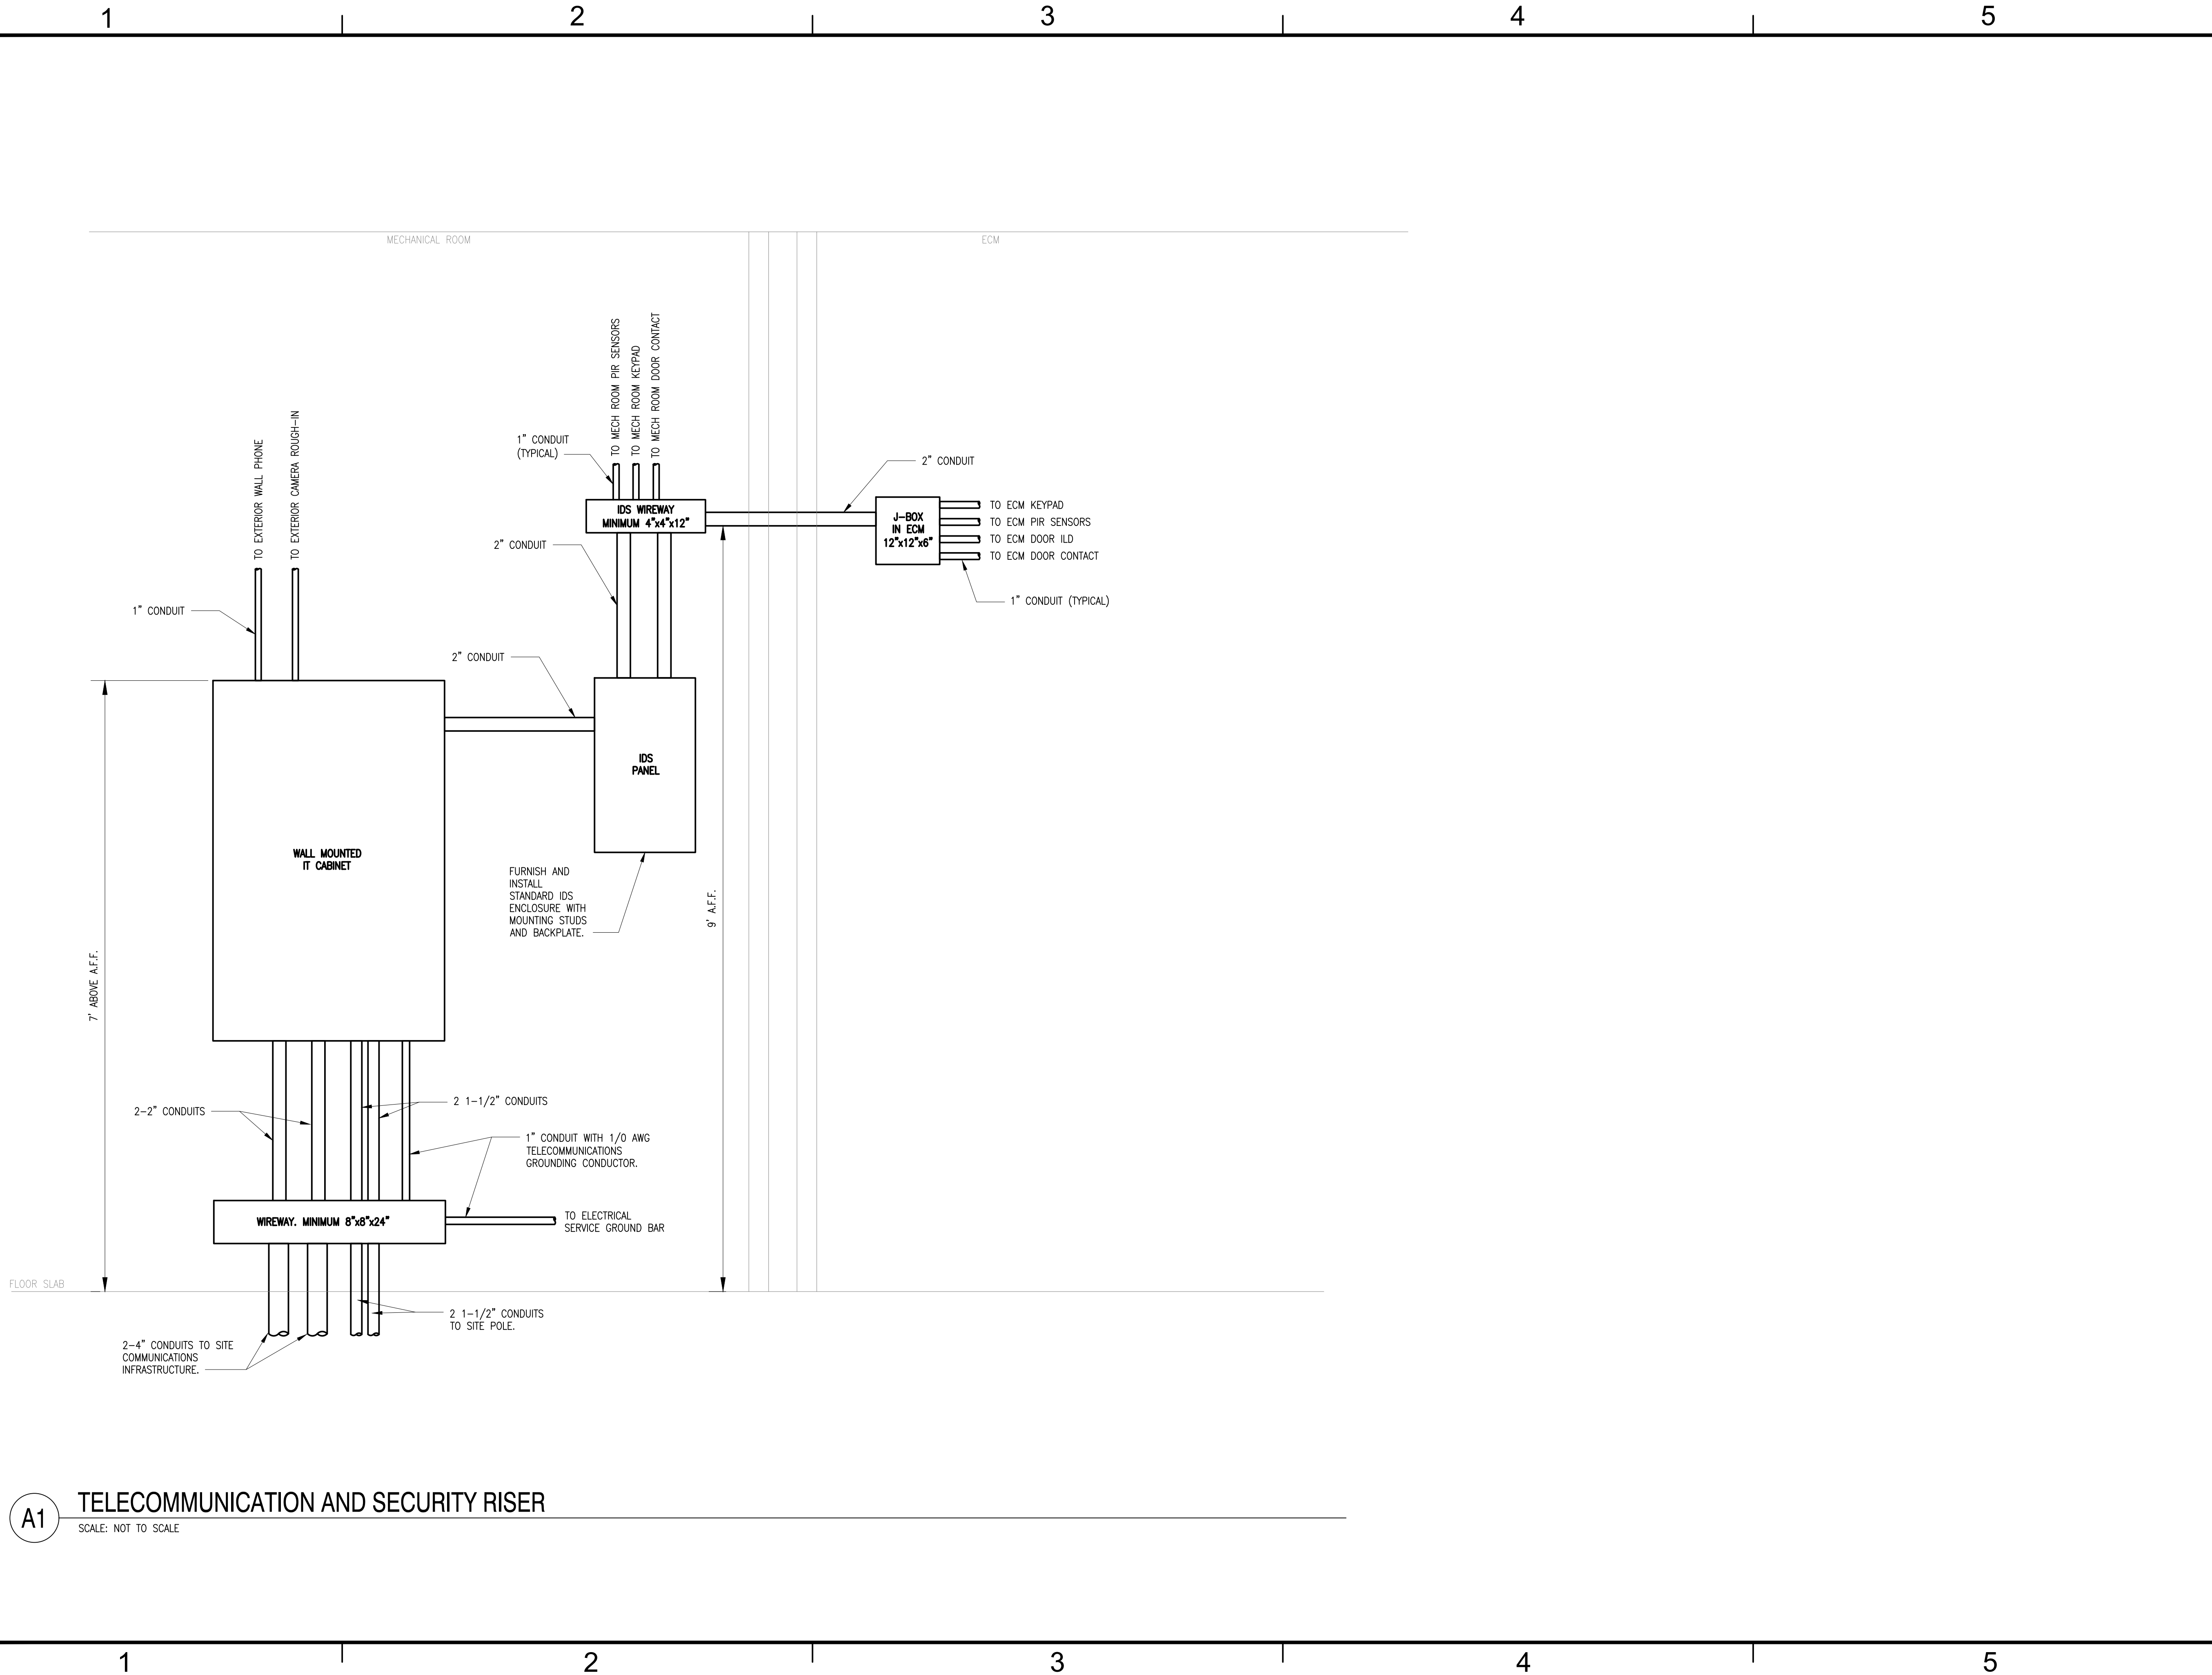 1 2 3 4 5
MECHANICAL ROOM
ECM
TO MECH ROOM PIR SENSORS
TO MECH ROOM KEYPAD
TO MECH ROOM DOOR CONTACT
TO EXTERIOR WALL PHONE
TO EXTERIOR CAMERA ROUGH-IN
1" CONDUIT
(TYPICAL)
2" CONDUIT
IDS WIREWAY
MINIMUM 4"x4"x12"
J-BOX
IN ECM
12"x12"x6"
TO ECM KEYPAD
TO ECM PIR SENSORS
TO ECM DOOR ILD
TO ECM DOOR CONTACT
2" CONDUIT
1" CONDUIT (TYPICAL)
1" CONDUIT
2" CONDUIT
IDS
PANEL
WALL MOUNTED
IT CABINET
FURNISH AND
INSTALL
STANDARD IDS
ENCLOSURE WITH
MOUNTING STUDS
AND BACKPLATE.
9' A.F.F.
7' ABOVE A.F.F.
2-2" CONDUITS
2 1-1/2" CONDUITS
1" CONDUIT WITH 1/0 AWG
TELECOMMUNICATIONS
GROUNDING CONDUCTOR.
WIREWAY. MINIMUM 8"x8"x24"
TO ELECTRICAL
SERVICE GROUND BAR
FLOOR SLAB
2 1-1/2" CONDUITS
TO SITE POLE.
2-4" CONDUITS TO SITE
COMMUNICATIONS
INFRASTRUCTURE.
A1
TELECOMMUNICATION AND SECURITY RISER
SCALE: NOT TO SCALE
1 2 3 4 5